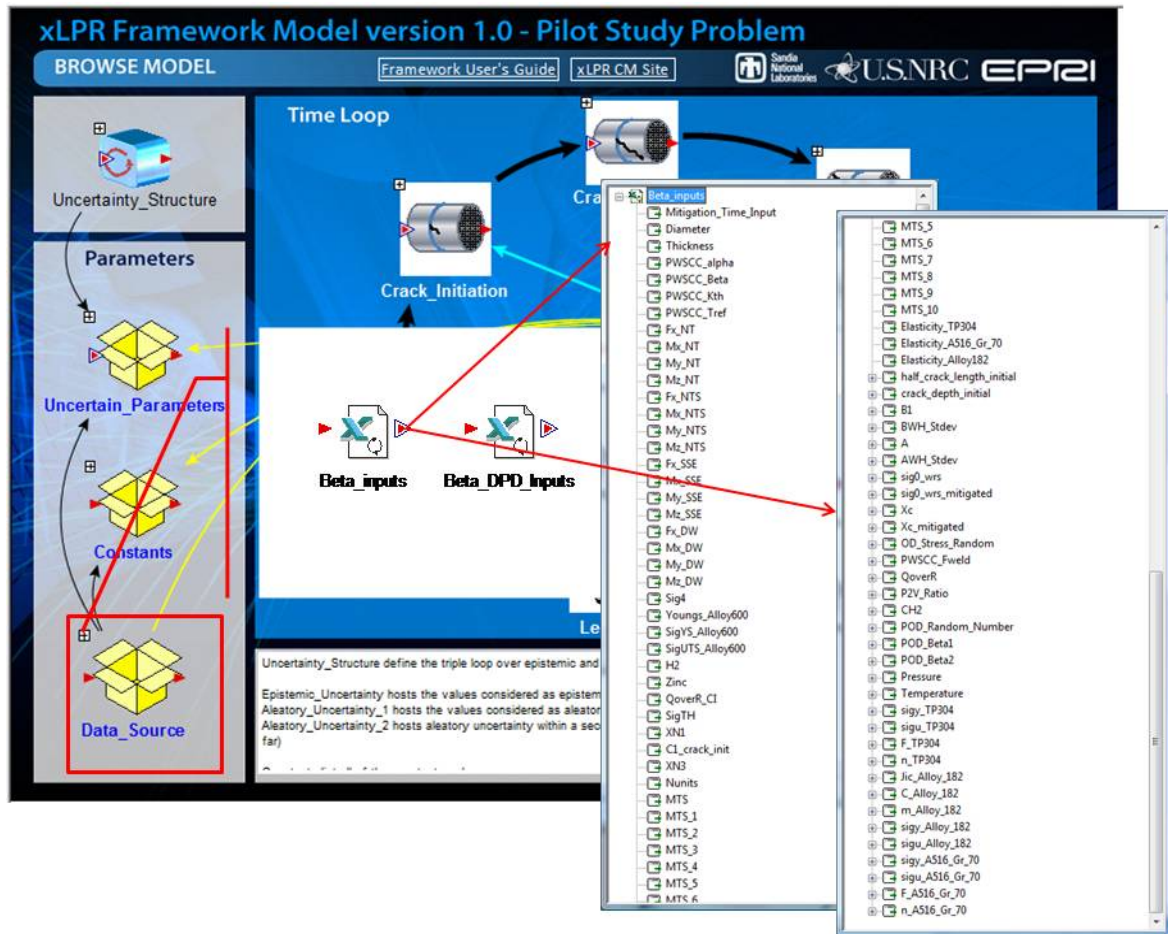 xLPR Framework Model version 1.0 - Pilot Study Problem
BROWSE MODEL
Framework User's Guide
xLPR CM Site
Sandia
National
Laboratories
U.S.NRC
EPRI
Uncertainty_Structure
Parameters
Uncertain_Parameters
Constants
Data_Source
Time Loop
Cra
Crack_Initiation
Beta_inputs
Beta_DPD_Inputs
Le
Uncertainty_Structure define the triple loop over epistemic and
Epistemic_Uncertainty hosts the values considered as epistem
Aleatory_Uncertainty_1 hosts the values considered as aleator
Aleatory_Uncertainty_2 hosts aleatory uncertainty within a sec
far)
Beta_inputs
Mitigation_Time_Input
Diameter
Thickness
PWSCC_alpha
PWSCC_Beta
PWSCC_Kth
PWSCC_Tref
Fx_NT
Mx_NT
My_NT
Mz_NT
Fx_NTS
Mx_NTS
My_NTS
Mz_NTS
Fx_SSE
Mx_SSE
My_SSE
Mz_SSE
Fx_DW
Mx_DW
My_DW
Mz_DW
Sig4
Youngs_Alloy600
SigYS_Alloy600
SigUTS_Alloy600
H2
Zinc
QoverR_CI
SigTH
XN1
C1_crack_init
XN3
Nunits
MTS
MTS_1
MTS_2
MTS_3
MTS_4
MTS_5
MTS_6
MTS_5
MTS_6
MTS_7
MTS_8
MTS_9
MTS_10
Elasticity_TP304
Elasticity_A516_Gr_70
Elasticity_Alloy182
half_crack_length_initial
crack_depth_initial
B1
BWH_Stdev
A
AWH_Stdev
sig0_wrs
sig0_wrs_mitigated
Xc
Xc_mitigated
OD_Stress_Random
PWSCC_Fweld
QoverR
P2V_Ratio
CH2
POD_Random_Number
POD_Beta1
POD_Beta2
Pressure
Temperature
sigy_TP304
sigu_TP304
F_TP304
n_TP304
Jic_Alloy_182
C_Alloy_182
m_Alloy_182
sigy_Alloy_182
sigu_Alloy_182
sigy_A516_Gr_70
sigu_A516_Gr_70
F_A516_Gr_70
n_A516_Gr_70